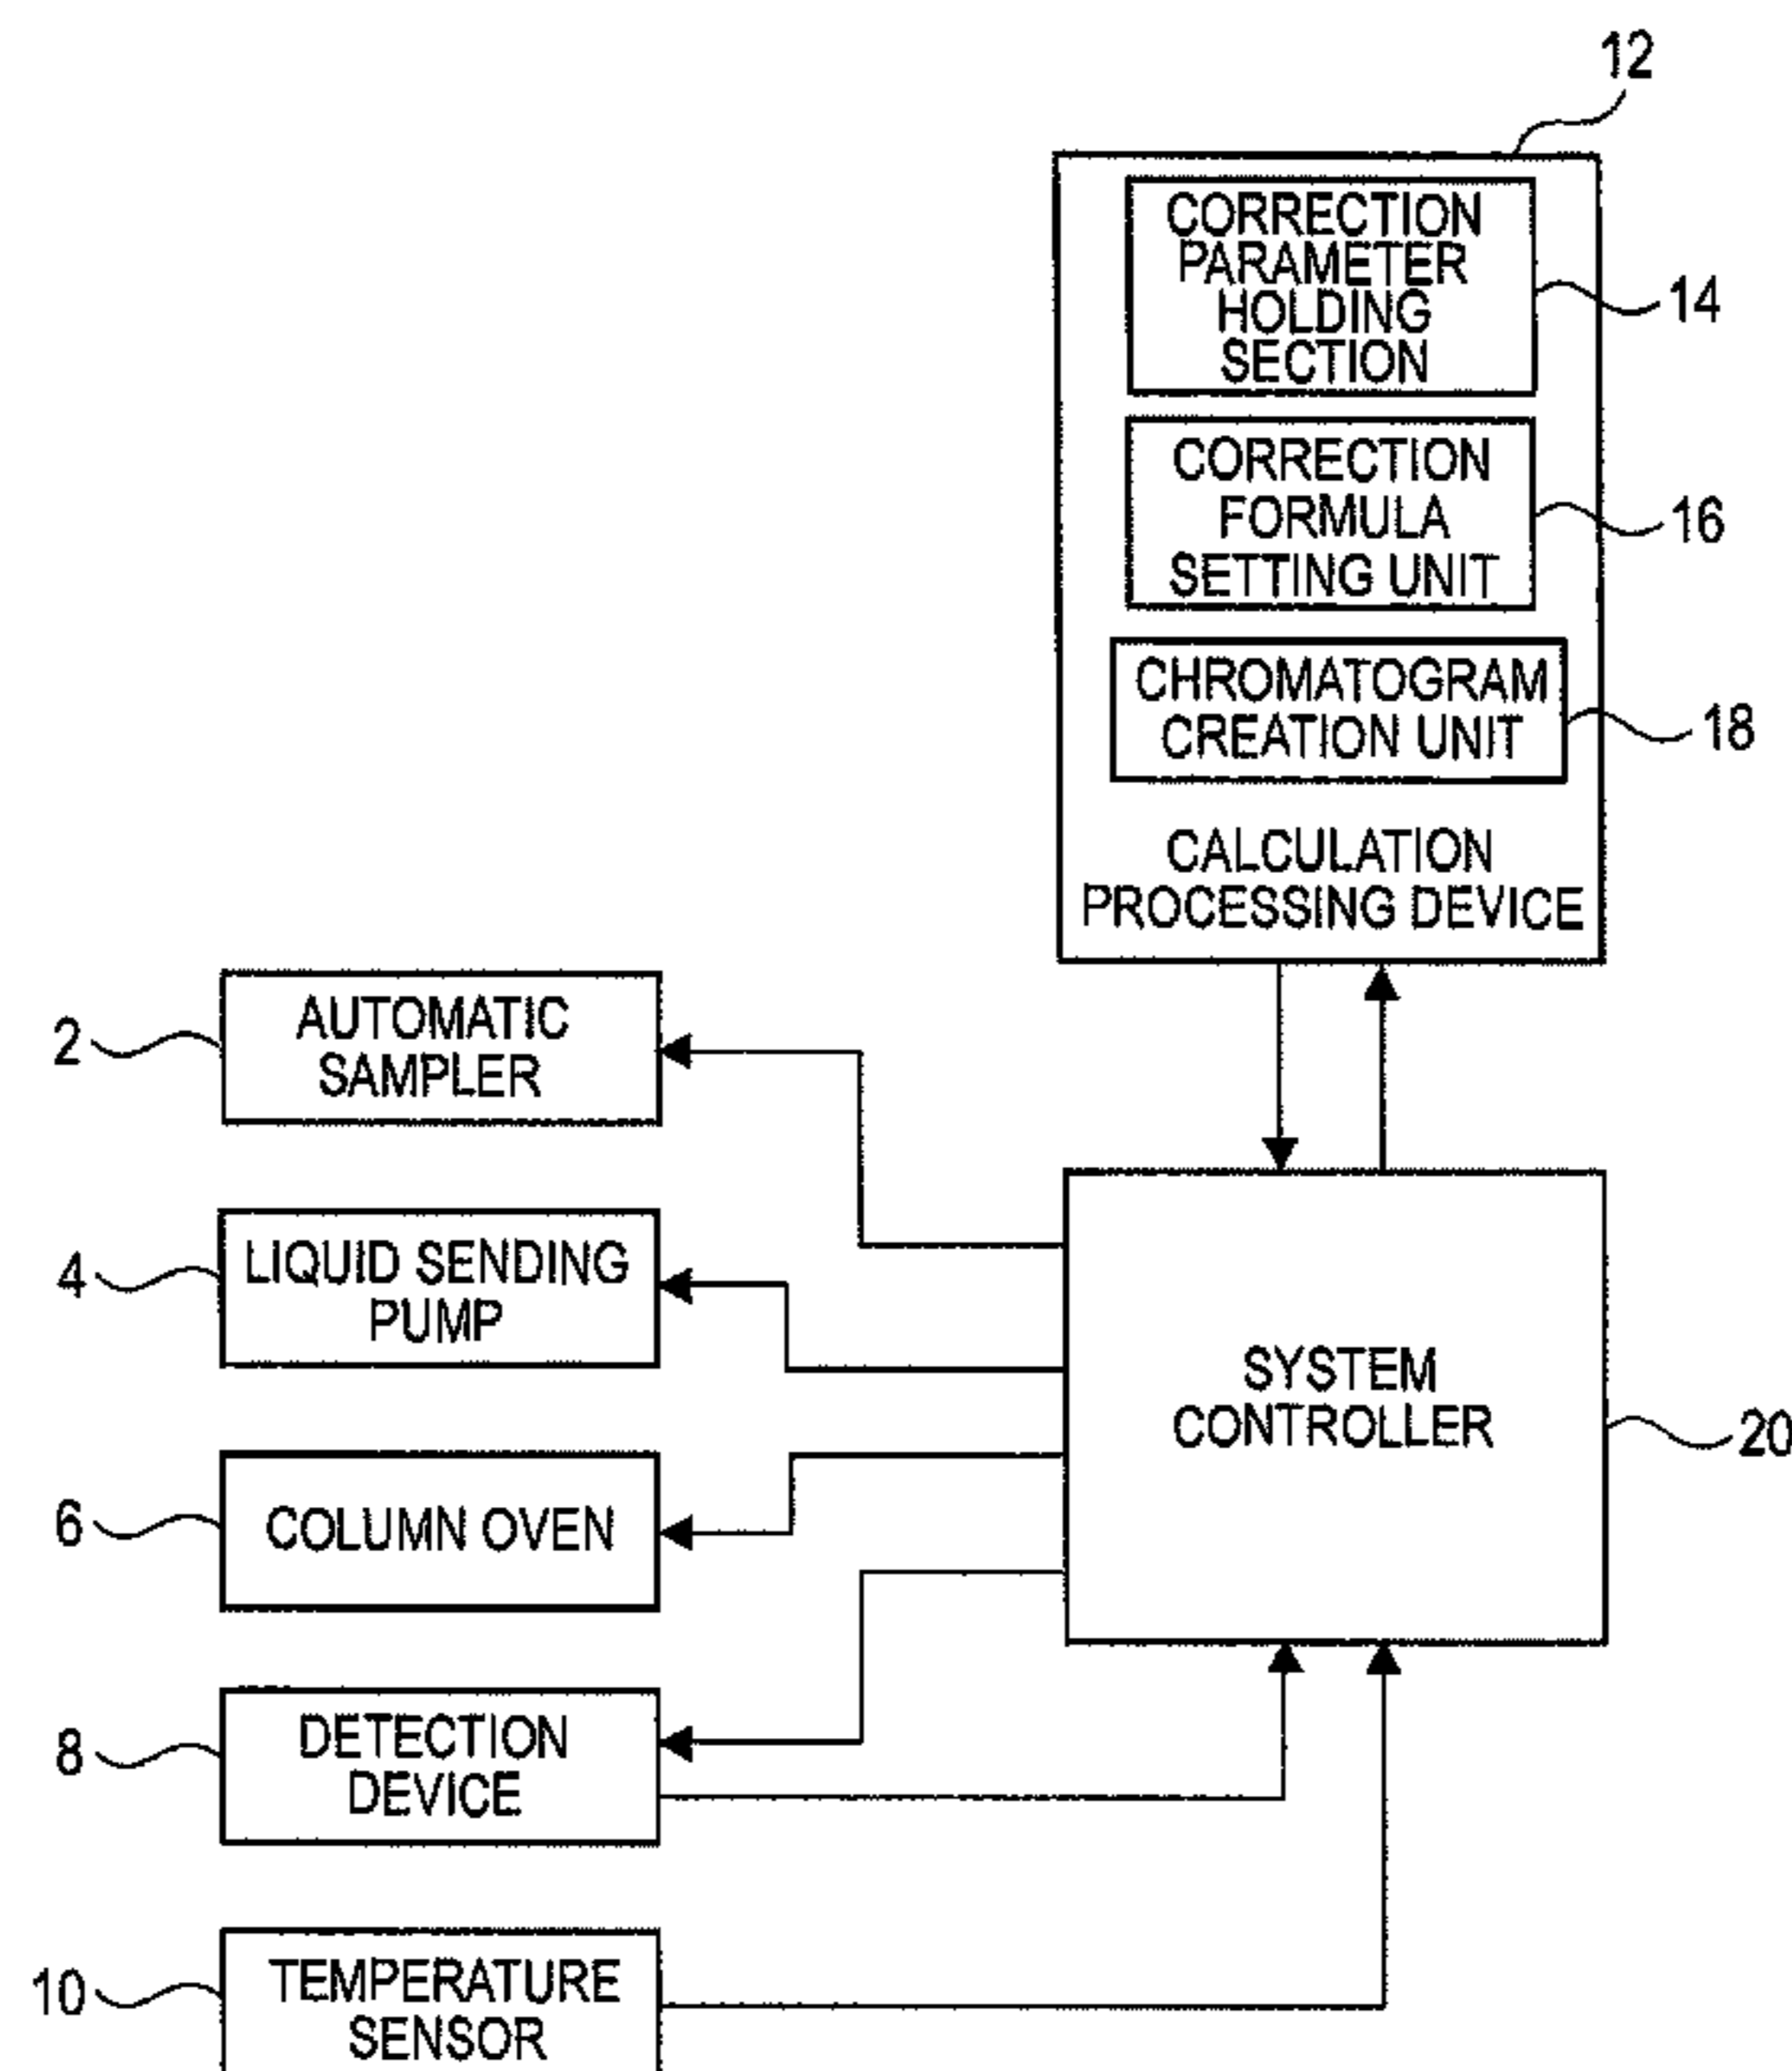 12
CORRECTION
PARAMETER
HOLDING
SECTION
14
CORRECTION
FORMULA
SETTING UNIT
16
CHROMATOGRAM
CREATION UNIT
18
CALCULATION
PROCESSING DEVICE
2
AUTOMATIC
SAMPLER
4
LIQUID SENDING
PUMP
SYSTEM
CONTROLLER
20
6
COLUMN OVEN
8
DETECTION
DEVICE
10
TEMPERATURE
SENSOR